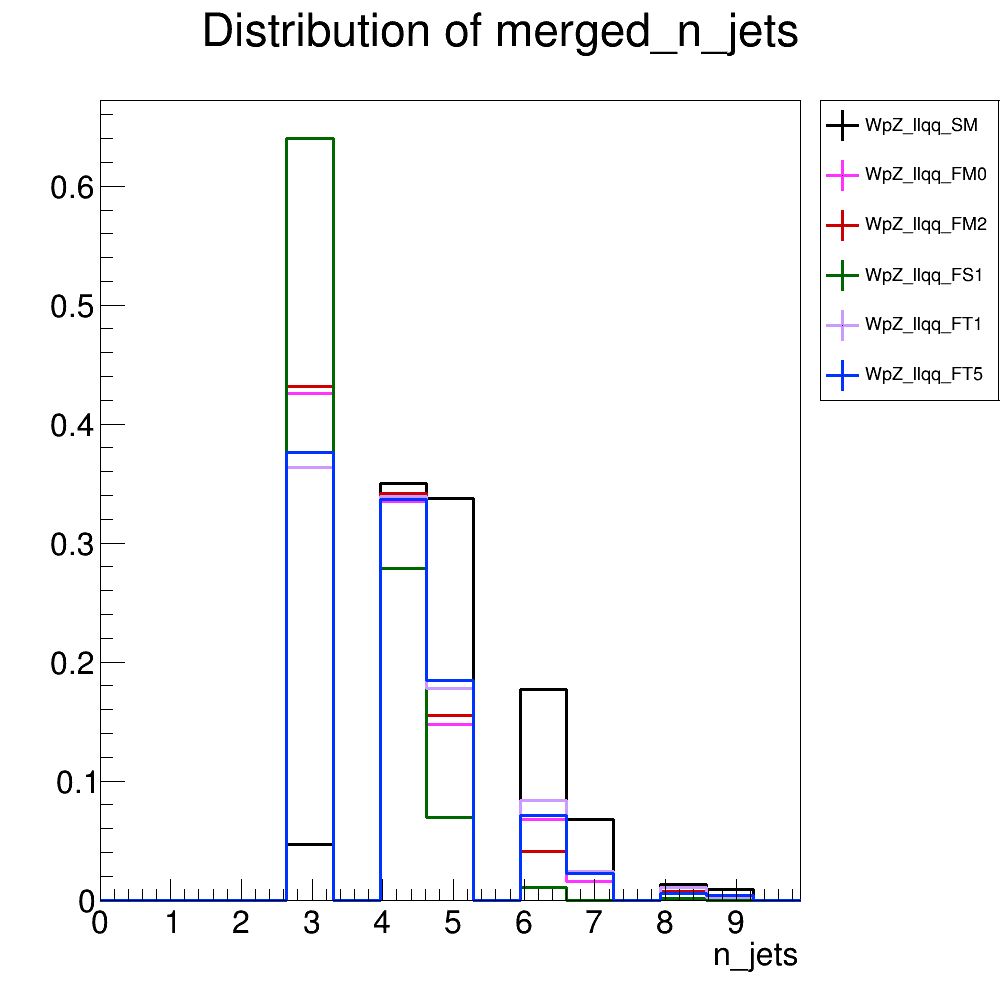 Distribution of merged_n_jets
WpZ_llqq_SM
WpZ_llqq_FM0
WpZ_llqq_FM2
WpZ_llqq_FS1
WpZ_llqq_FT1
WpZ_llqq_FT5
0.6
0.5
0.4
0.3
0.2
0.1
0
0 1 2 3 4 5 6 7 8 9
n_jets